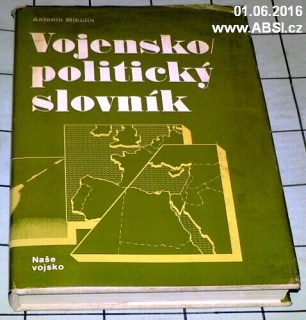 01.06.2016
www.ABSI.cz
Antonín Mikulín
Vojensko/
politický
slovník
Naše
vojsko